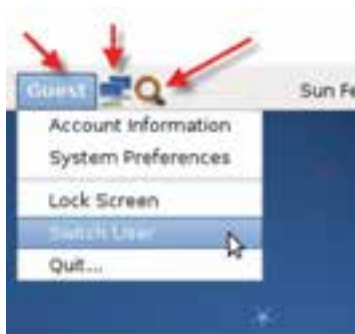 Guest
Sun Fe
Account Information
System Preferences
Lock Screen
Switch User
Quit...